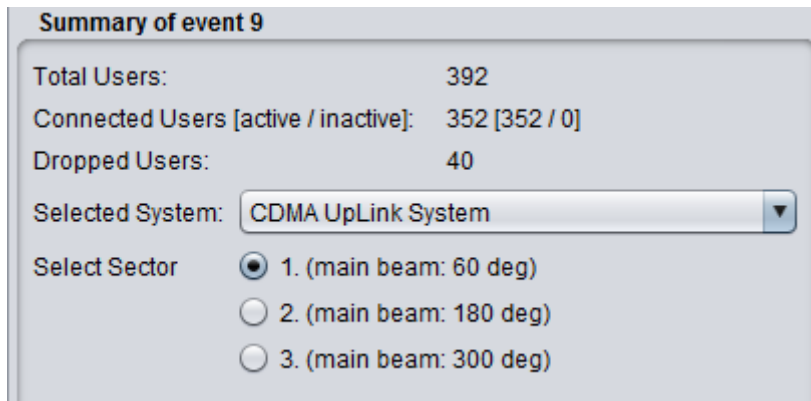 Summary of event 9
Total Users: 392
Connected Users [active / inactive]: 352 [352 / 0]
Dropped Users: 40
Selected System: CDMA UpLink System
Select Sector 1. (main beam: 60 deg)
2. (main beam: 180 deg)
3. (main beam: 300 deg)